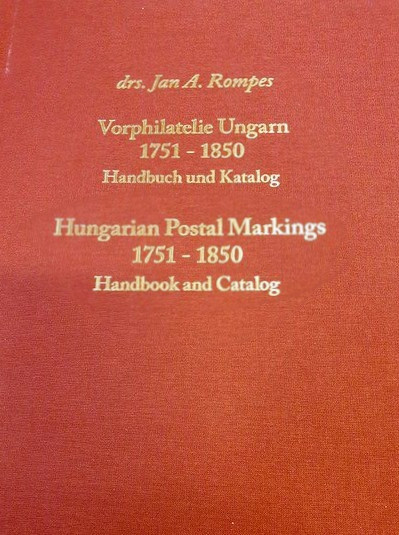 drs. Jan A. Rompes
Vorphilatelie Ungarn
1751 - 1850
Handbuch und Katalog
Hungarian Postal Markings
1751 - 1850
Handbook and Catalog